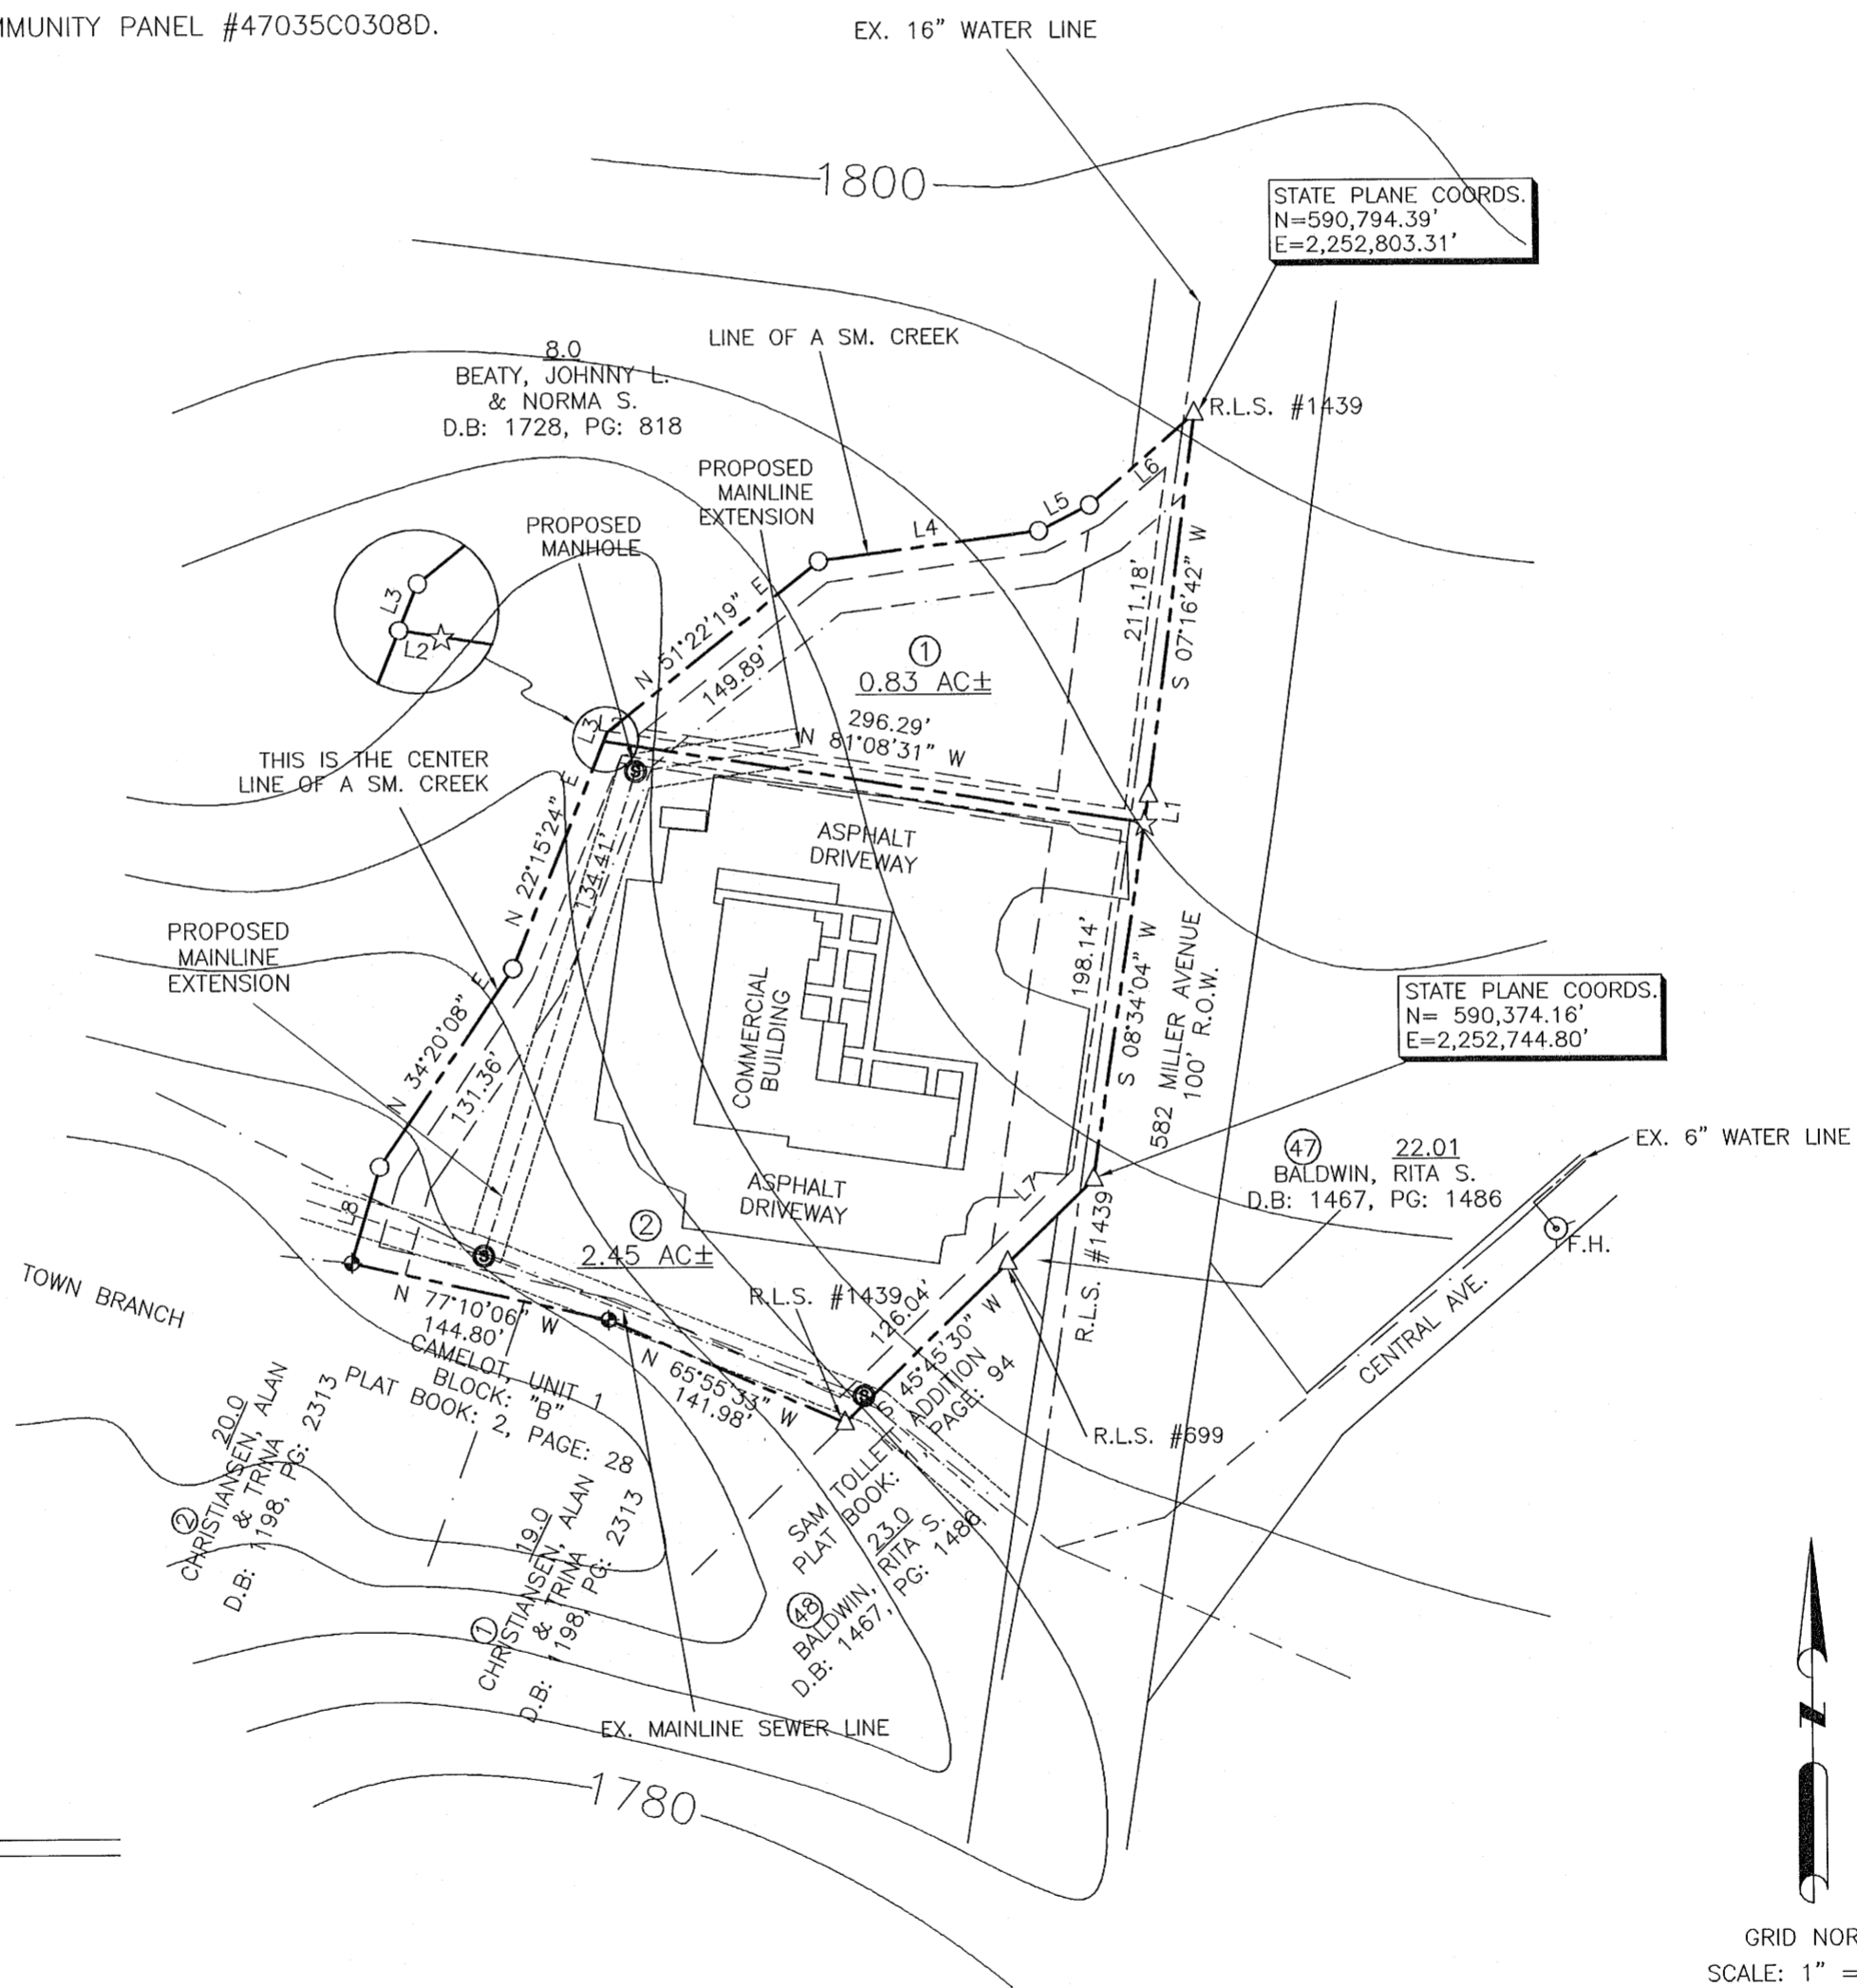 MMUNITY PANEL #47035C0308D.
EX. 16" WATER LINE
1800
STATE PLANE COORDS.
N=590,794.39'
E=2,252,803.31'
LINE OF A SM. CREEK
8.0
BEATY, JOHNNY L.
& NORMA S.
D.B: 1728, PG: 818
R.L.S. #1439
PROPOSED
MAINLINE
EXTENSION
L6
L5
L4
PROPOSED
MANHOLE
L3
L2
N 51°22'19" E
149.89'
211.18'
S 07°16'42" W
1
0.83 AC±
296.29'
N 81°08'31" W
L3
THIS IS THE CENTER
LINE OF A SM. CREEK
L1
ASPHALT
DRIVEWAY
N 22°15'24" E
134.41'
PROPOSED
MAINLINE
EXTENSION
COMMERCIAL
BUILDING
198.14'
S 08°34'04" W
582 MILLER AVENUE
100' R.O.W.
STATE PLANE COORDS.
N= 590,374.16'
E=2,252,744.80'
N 34°20'08" E
131.36'
47
22.01
BALDWIN, RITA S.
D.B: 1467, PG: 1486
EX. 6" WATER LINE
ASPHALT
DRIVEWAY
L7
L8
2
2.45 AC±
F.H.
TOWN BRANCH
R.L.S. #1439
R.L.S. #1439
CENTRAL AVE.
126.04'
S 45°45'30" W
N 77°10'06" W
144.80'
N 65°55'33" W
141.98'
CAMELOT, UNIT 1
BLOCK: "B"
PLAT BOOK: 2, PAGE: 28
R.L.S. #699
SAM TOLLET ADDITION
PLAT BOOK: PAGE: 94
20.0
2
CHRISTIANSEN, ALAN
& TRINA
D.B: 1198, PG: 2313
19.0
1
CHRISTIANSEN, ALAN
& TRINA
D.B: 1198, PG: 2313
23.0
48
BALDWIN, RITA S.
D.B: 1467, PG: 1486
EX. MAINLINE SEWER LINE
1780
N
GRID NOR
SCALE: 1" =